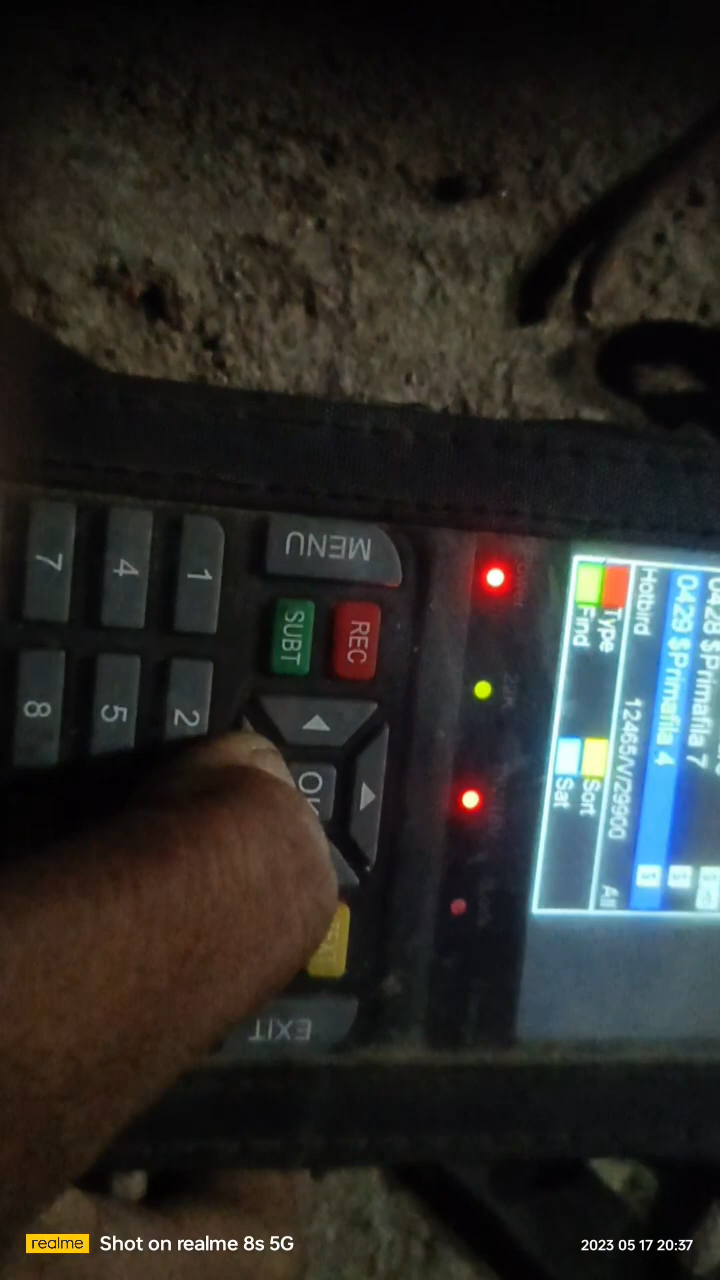 0428 $Primafila 7
0429 $Primafila 4
Hotbird 12465/V/29900 All
Type Sort
Find Sat
MENU
REC
SUBT
OK
EXIT
1
2
4
5
7
8
realme Shot on realme 8s 5G
2023 05 17 20:37